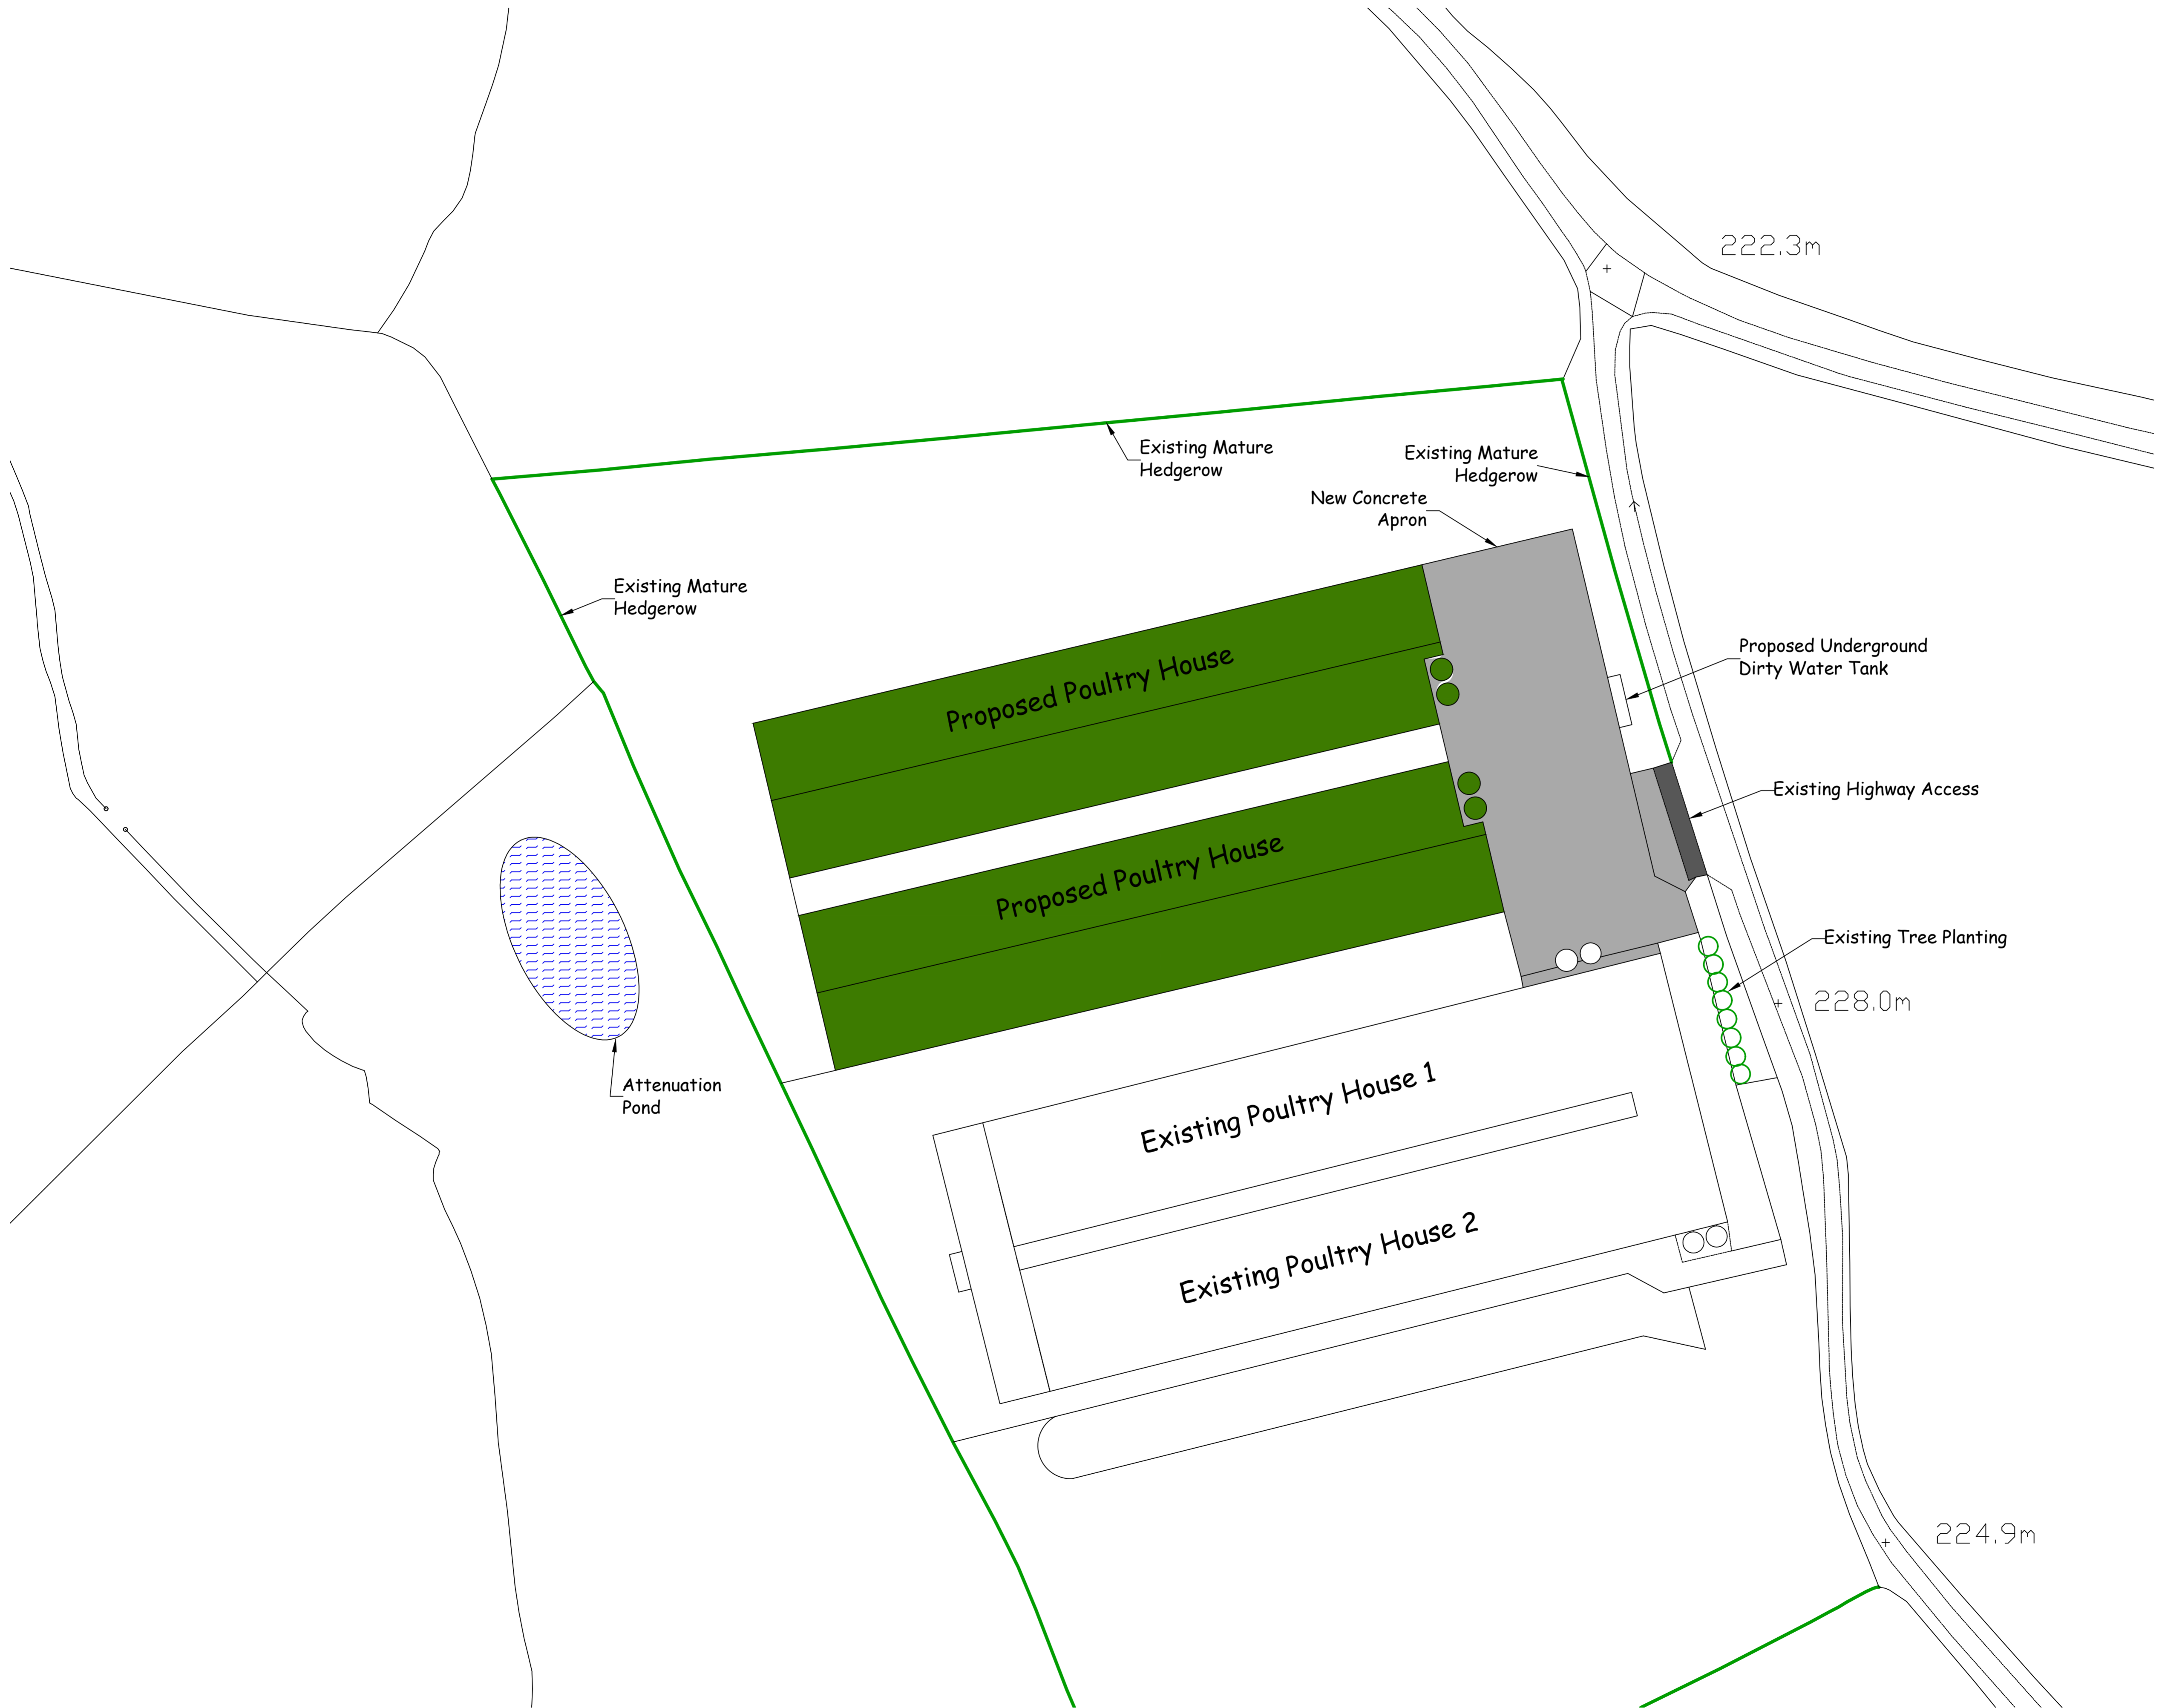 222.3m
Existing Mature
Hedgerow
Existing Mature
Hedgerow
New Concrete
Apron
Existing Mature
Hedgerow
Proposed Underground
Dirty Water Tank
Proposed Poultry House
Existing Highway Access
Proposed Poultry House
Existing Tree Planting
228.0m
Attenuation
Pond
Existing Poultry House 1
Existing Poultry House 2
224.9m